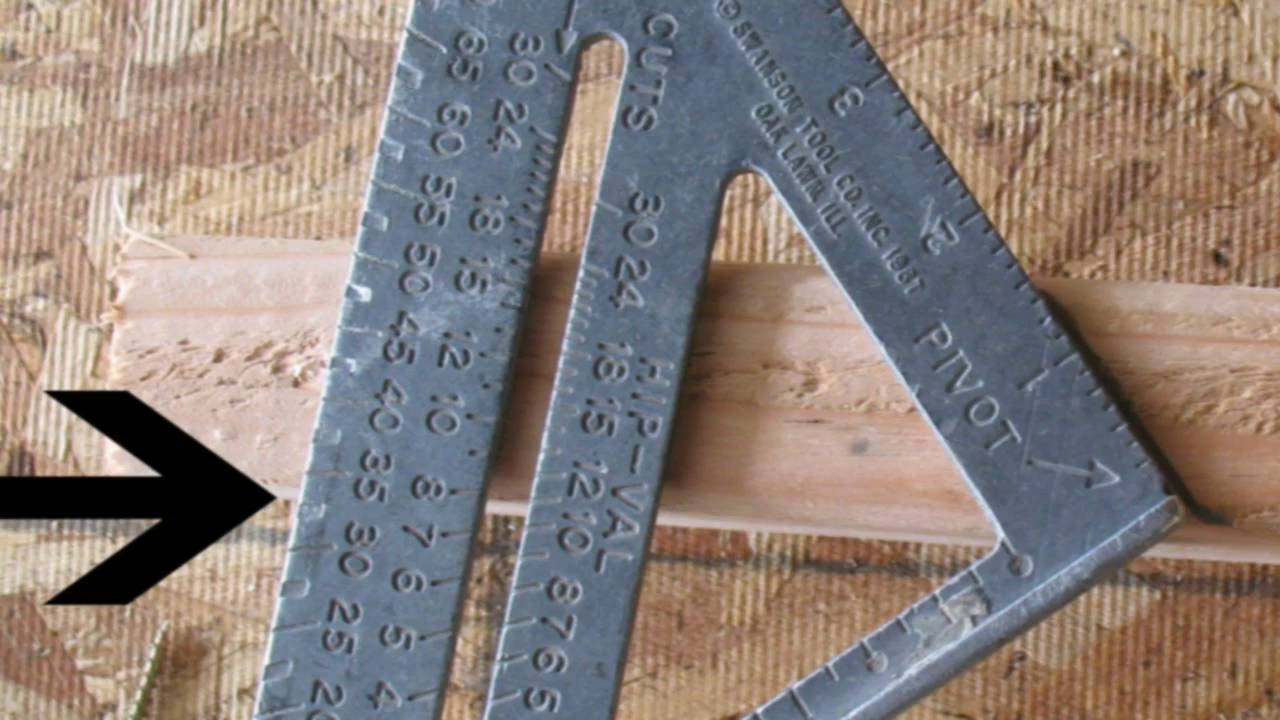 65 60 55 50 45 40 35 30 25
30 24 18 15 12 10 8 7 6 5 4
CUTS
30 24 18 15 12 10 8 7 6 5
HIP-VAL
© SWANSON TOOL CO. INC. 1981
OAK LAWN, ILL
3 2 1
PIVOT